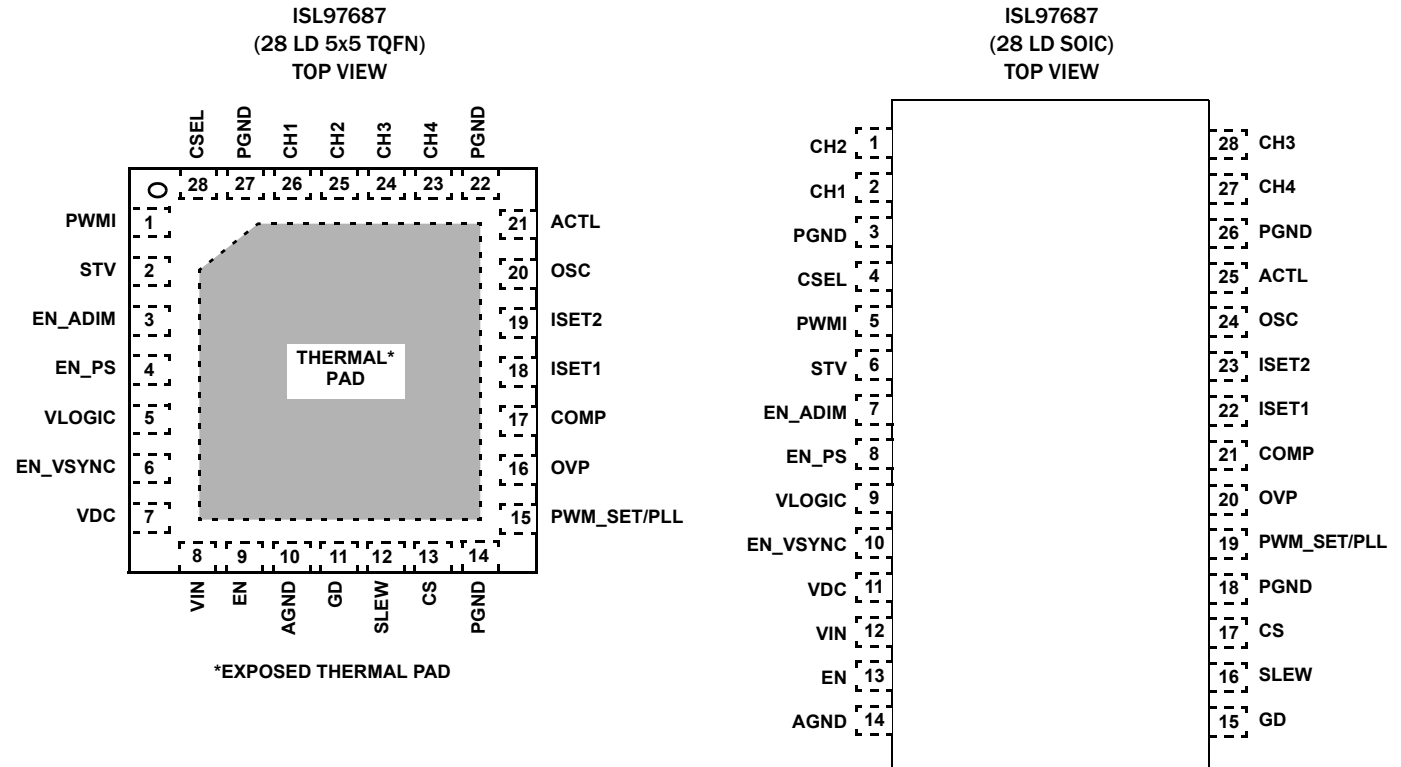 ISL97687
(28 LD 5x5 TQFN)
TOP VIEW
CSEL
PGND
CH1
CH2
CH3
CH4
PGND
28 27 26 25 24 23 22
PWMI 1
STV 2
EN_ADIM 3
EN_PS 4
VLOGIC 5
EN_VSYNC 6
VDC 7
THERMAL*
PAD
21 ACTL
20 OSC
19 ISET2
18 ISET1
17 COMP
16 OVP
15 PWM_SET/PLL
8 9 10 11 12 13 14
VIN
EN
AGND
GD
SLEW
CS
PGND
*EXPOSED THERMAL PAD
ISL97687
(28 LD SOIC)
TOP VIEW
CH2 1
CH1 2
PGND 3
CSEL 4
PWMI 5
STV 6
EN_ADIM 7
EN_PS 8
VLOGIC 9
EN_VSYNC 10
VDC 11
VIN 12
EN 13
AGND 14
28 CH3
27 CH4
26 PGND
25 ACTL
24 OSC
23 ISET2
22 ISET1
21 COMP
20 OVP
19 PWM_SET/PLL
18 PGND
17 CS
16 SLEW
15 GD